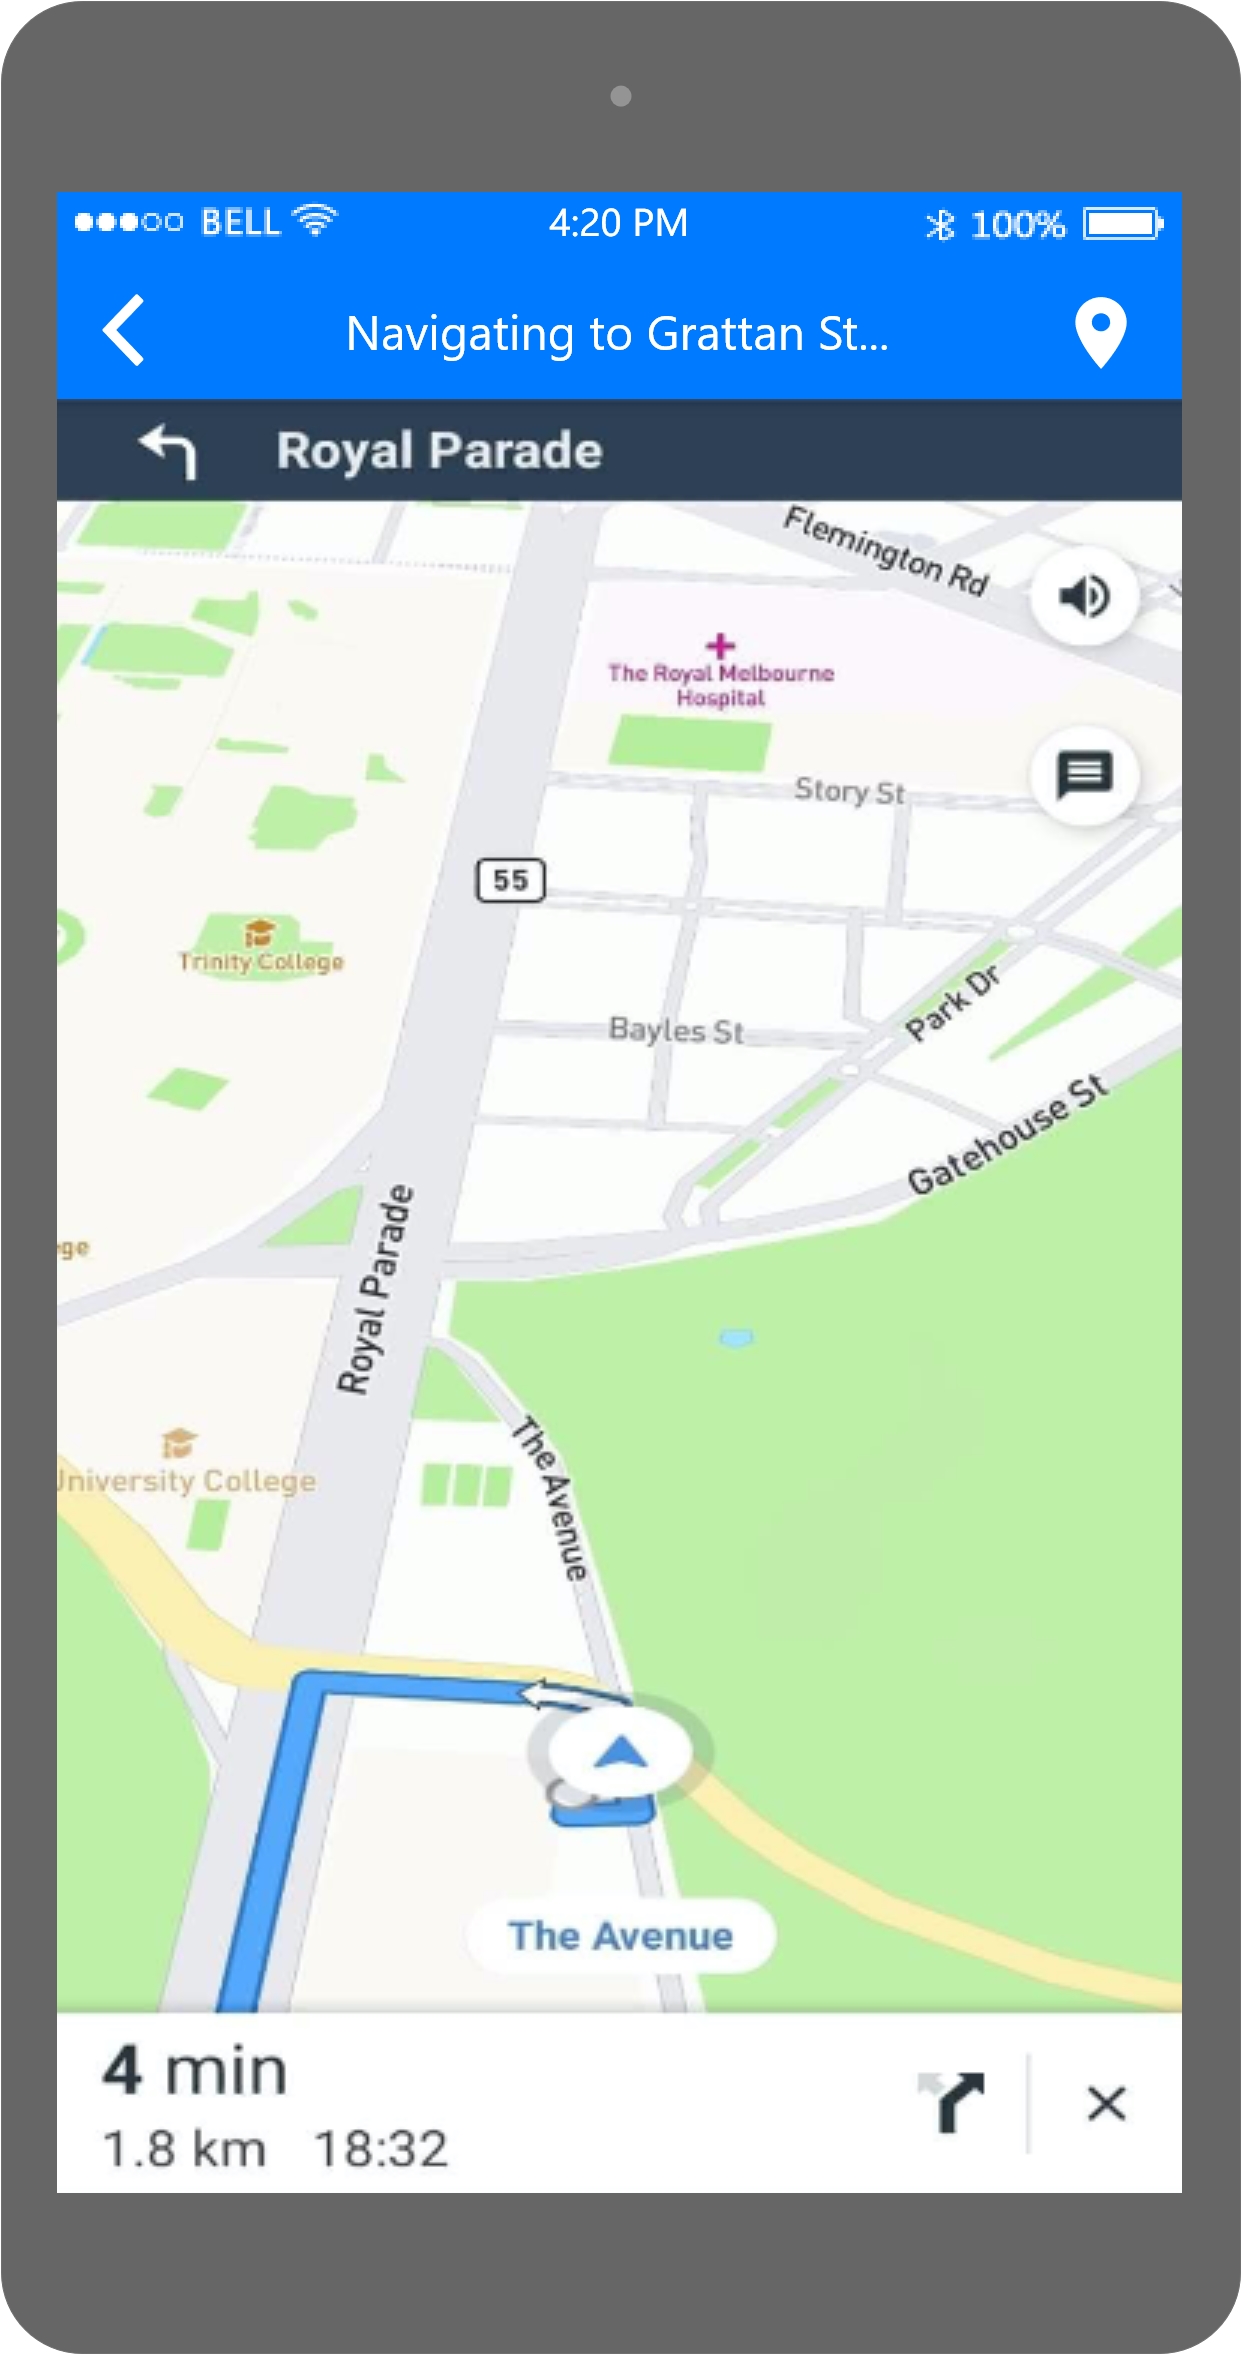 BELL 4:20 PM 100%
Navigating to Grattan St...
Royal Parade
Flemington Rd
The Royal Melbourne
Hospital
Story St
55
Trinity College
Park Dr
Bayles St
Gatehouse St
Royal Parade
ge
The Avenue
University College
The Avenue
4 min
1.8 km 18:32